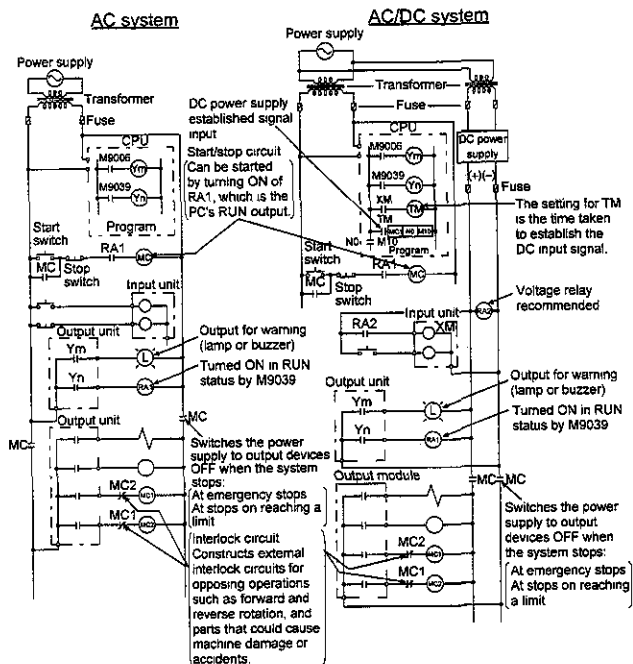 AC system
Power supply
Transformer
Fuse
CPU
M9006
Ym
M9039
Yn
Program
DC power supply
established signal
input
Start/stop circuit
Can be started
by turning ON of
RA1, which is the
PC's RUN output.
Start
switch
MC
Stop
switch
RA1
MC
Input unit
Output unit
Ym
L
Yn
RA1
Output for warning
(lamp or buzzer)
Turned ON in RUN
status by M9039
MC
Output unit
MC
Switches the power
supply to output devices
OFF when the system
stops:
At emergency stops
At stops on reaching a
limit
MC2
MC1
MC1
MC2
Interlock circuit
Constructs external
interlock circuits for
opposing operations
such as forward and
reverse rotation, and
parts that could cause
machine damage or
accidents.
AC/DC system
Power supply
Transformer
Fuse
CPU
M9006
Ym
M9039
Yn
XM
TM
TM
MC1 N0 M10
N0
M10
Program
DC power
supply
(+)(-)
Fuse
The setting for TM
is the time taken
to establish the
DC input signal.
Start
switch
MC
Stop
switch
RA1
MC
Input unit
RA2
XM
RA2
Voltage relay
recommended
Output unit
Ym
L
Yn
RA1
Output for warning
(lamp or buzzer)
Turned ON in RUN
status by M9039
Output module
MC
MC
Switches the power
supply to output
devices OFF when
the system stops:
At emergency stops
At stops on reaching
a limit
MC2
MC1
MC1
MC2